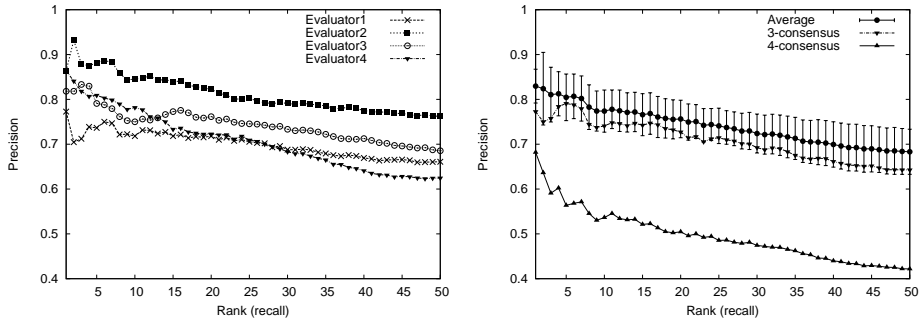 Evaluator1
Evaluator2
Evaluator3
Evaluator4
1
0.9
0.8
0.7
0.6
0.5
0.4
Precision
5 10 15 20 25 30 35 40 45 50
Rank (recall)
Average
3-consensus
4-consensus
1
0.9
0.8
0.7
0.6
0.5
0.4
Precision
5 10 15 20 25 30 35 40 45 50
Rank (recall)